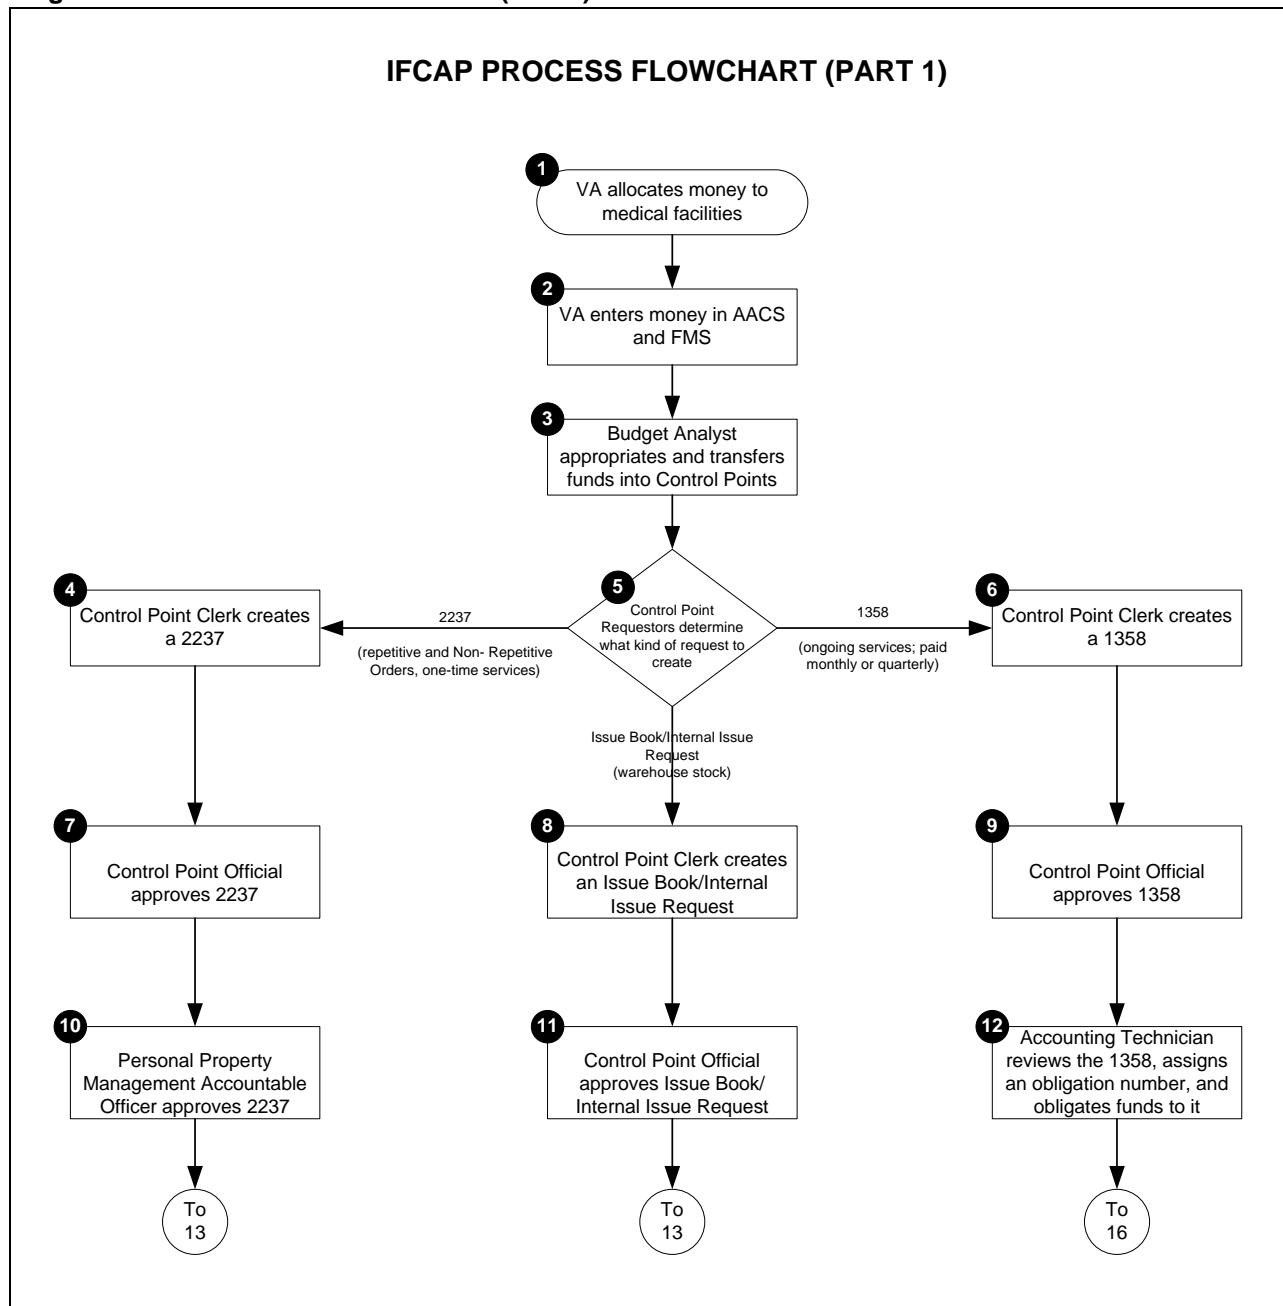 IFCAP PROCESS FLOWCHART (PART 1)
1
VA allocates money to
medical facilities
2
VA enters money in AACS
and FMS
3
Budget Analyst
appropriates and transfers
funds into Control Points
4
Control Point Clerk creates
a 2237
2237
(repetitive and Non- Repetitive
Orders, one-time services)
5
Control Point
Requestors determine
what kind of request to
create
1358
(ongoing services; paid
monthly or quarterly)
6
Control Point Clerk creates
a 1358
Issue Book/Internal Issue
Request
(warehouse stock)
7
Control Point Official
approves 2237
8
Control Point Clerk creates
an Issue Book/Internal
Issue Request
9
Control Point Official
approves 1358
10
Personal Property
Management Accountable
Officer approves 2237
11
Control Point Official
approves Issue Book/
Internal Issue Request
12
Accounting Technician
reviews the 1358, assigns
an obligation number, and
obligates funds to it
To
13
To
13
To
16